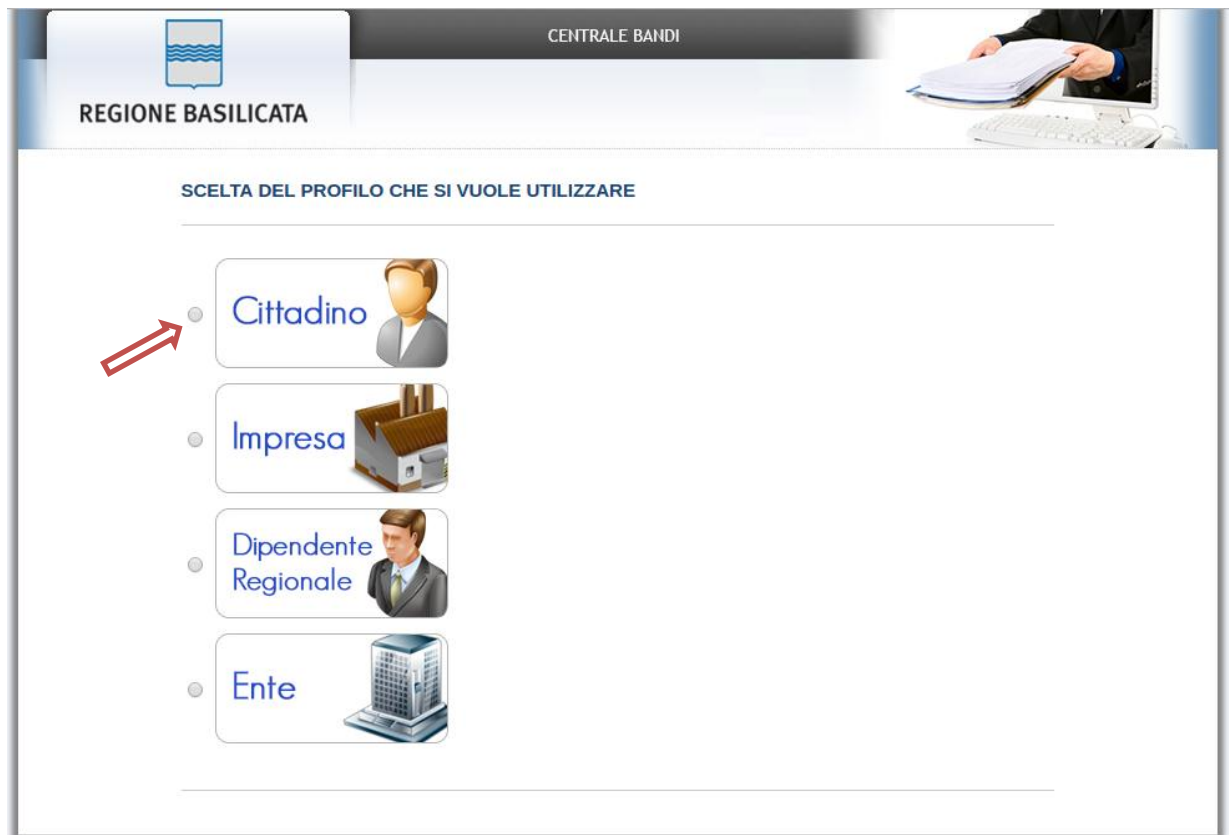 CENTRALE BANDI
REGIONE BASILICATA
SCELTA DEL PROFILO CHE SI VUOLE UTILIZZARE
Cittadino
Impresa
Dipendente
Regionale
Ente